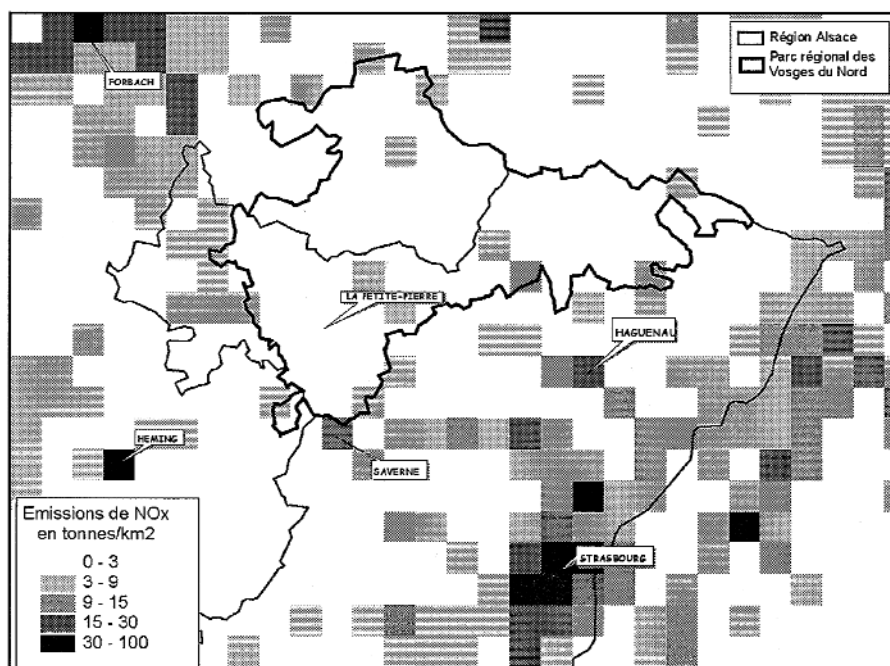 Région Alsace
Parc régional des
Vosges du Nord
FORBACH
LA PETITE-PIERRE
HAGUENAU
HEMING
SAVERNE
STRASBOURG
Emissions de NOx
en tonnes/km2
0 - 3
3 - 9
9 - 15
15 - 30
30 - 100